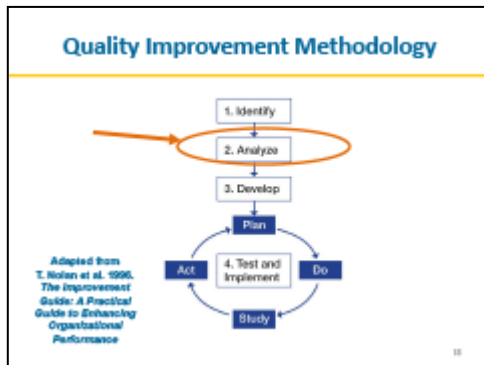 Quality Improvement Methodology
1. Identify
2. Analyze
3. Develop
Plan
Act
4. Test and
Implement
Do
Study
Adapted from
T. Nolan et al. 1996.
The Improvement
Guide: A Practical
Guide to Enhancing
Organizational
Performance